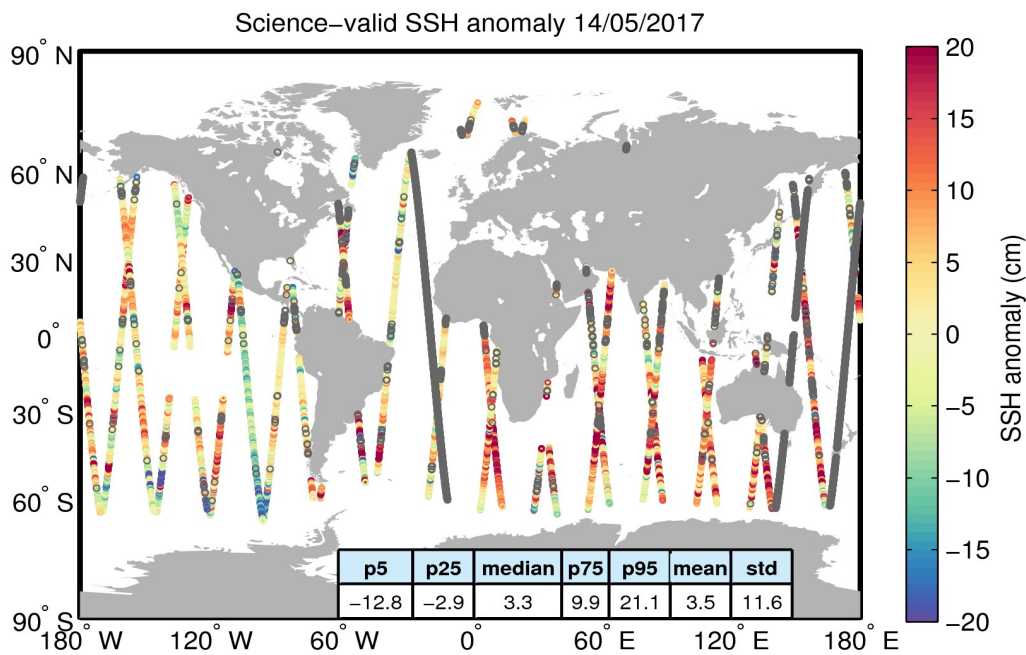 Science−valid SSH anomaly 14/05/2017
90° N
60° N
30° N
0°
30° S
60° S
90° S
180° W
120° W
60° W
0°
60° E
120° E
180° E
p5 p25 median p75 p95 mean std
−12.8 −2.9 3.3 9.9 21.1 3.5 11.6
20
15
10
5
0
−5
−10
−15
−20
SSH anomaly (cm)